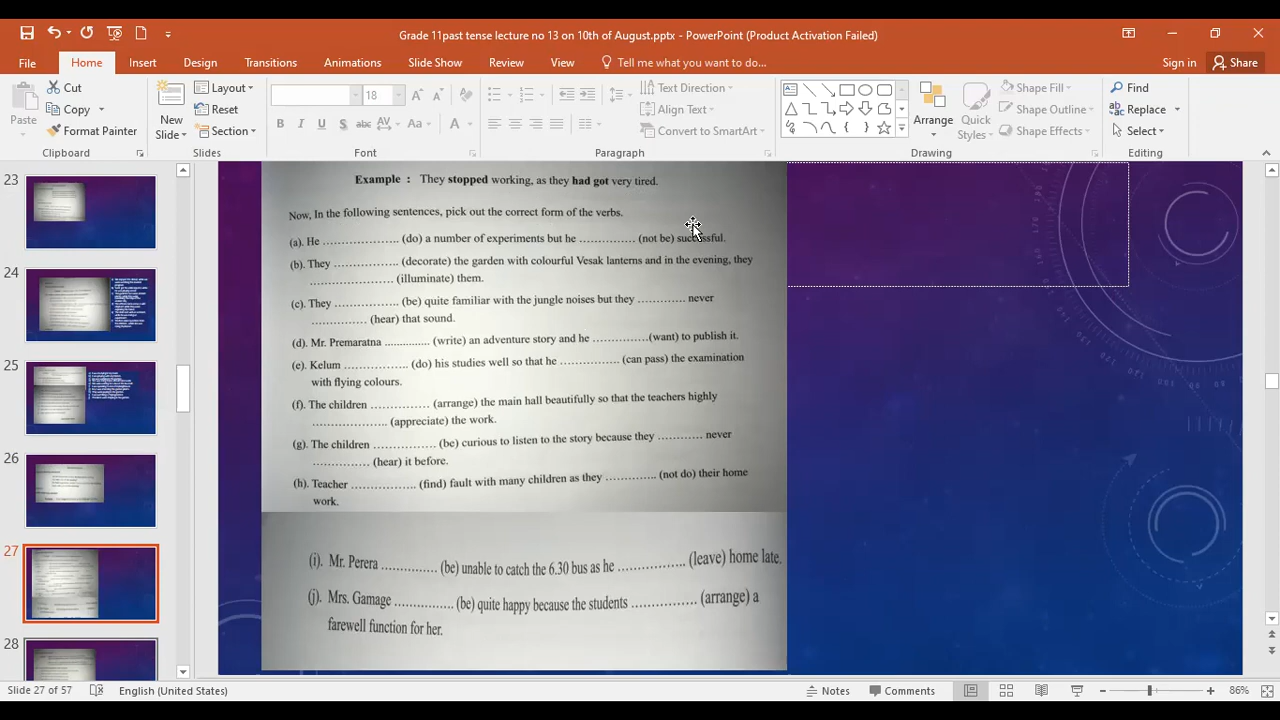 Grade 11past tense lecture no 13 on 10th of August.pptx - PowerPoint (Product Activation Failed)
File Home Insert Design Transitions Animations Slide Show Review View Tell me what you want to do... Sign in Share
Paste Cut Copy Format Painter
Clipboard
New Slide Layout Reset Section
Slides
18
B I U S abc AV Aa A
Font
Text Direction
Align Text
Convert to SmartArt
Paragraph
Arrange Quick Styles
Shape Fill
Shape Outline
Shape Effects
Drawing
Find
Replace
Select
Editing
23
24
25
26
27
28
Example : They stopped working, as they had got very tired.
Now, In the following sentences, pick out the correct form of the verbs.
(a). He ................... (do) a number of experiments but he .............. (not be) successful.
(b). They ................ (decorate) the garden with colourful Vesak lanterns and in the evening, they
..................... (illuminate) them.
(c). They ................ (be) quite familiar with the jungle noises but they ............ never
.............. (hear) that sound.
(d). Mr. Premaratna .............. (write) an adventure story and he ..............(want) to publish it.
(e). Kelum ................ (do) his studies well so that he ................ (can pass) the examination
with flying colours.
(f). The children ............... (arrange) the main hall beautifully so that the teachers highly
................... (appreciate) the work.
(g). The children ................ (be) curious to listen to the story because they ........... never
............... (hear) it before.
(h). Teacher ................ (find) fault with many children as they ............. (not do) their home
work.
(i). Mr. Perera .............. (be) unable to catch the 6.30 bus as he ................ (leave) home late.
(j). Mrs. Gamage .............. (be) quite happy because the students ................ (arrange) a
farewell function for her.
Slide 27 of 57 English (United States) Notes Comments 86%